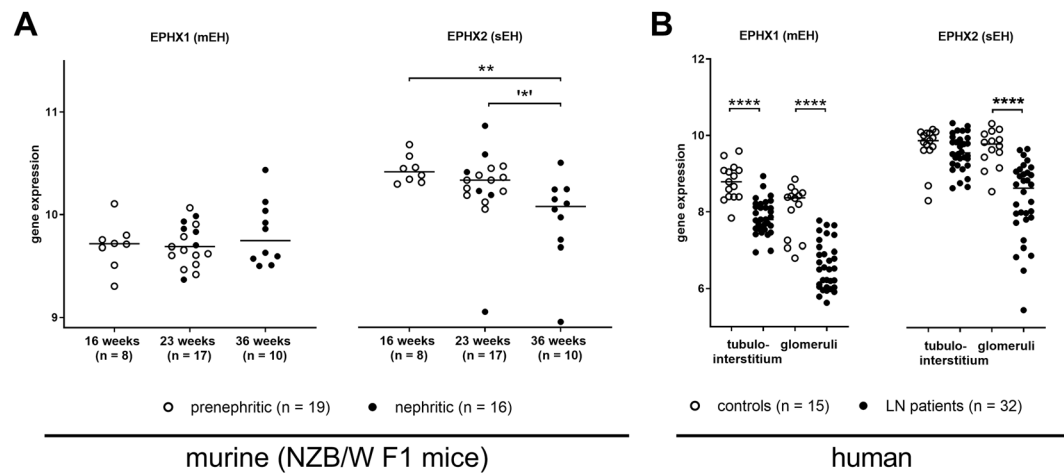 A
EPHX1 (mEH)
EPHX2 (sEH)
gene expression
11
10
9
**
'*'
16 weeks
(n = 8)
23 weeks
(n = 17)
36 weeks
(n = 10)
16 weeks
(n = 8)
23 weeks
(n = 17)
36 weeks
(n = 10)
prenephritic (n = 19)
nephritic (n = 16)
murine (NZB/W F1 mice)
B
EPHX1 (mEH)
EPHX2 (sEH)
gene expression
12
10
8
6
****
****
****
tubulo-
interstitium
glomeruli
tubulo-
interstitium
glomeruli
controls (n = 15)
LN patients (n = 32)
human